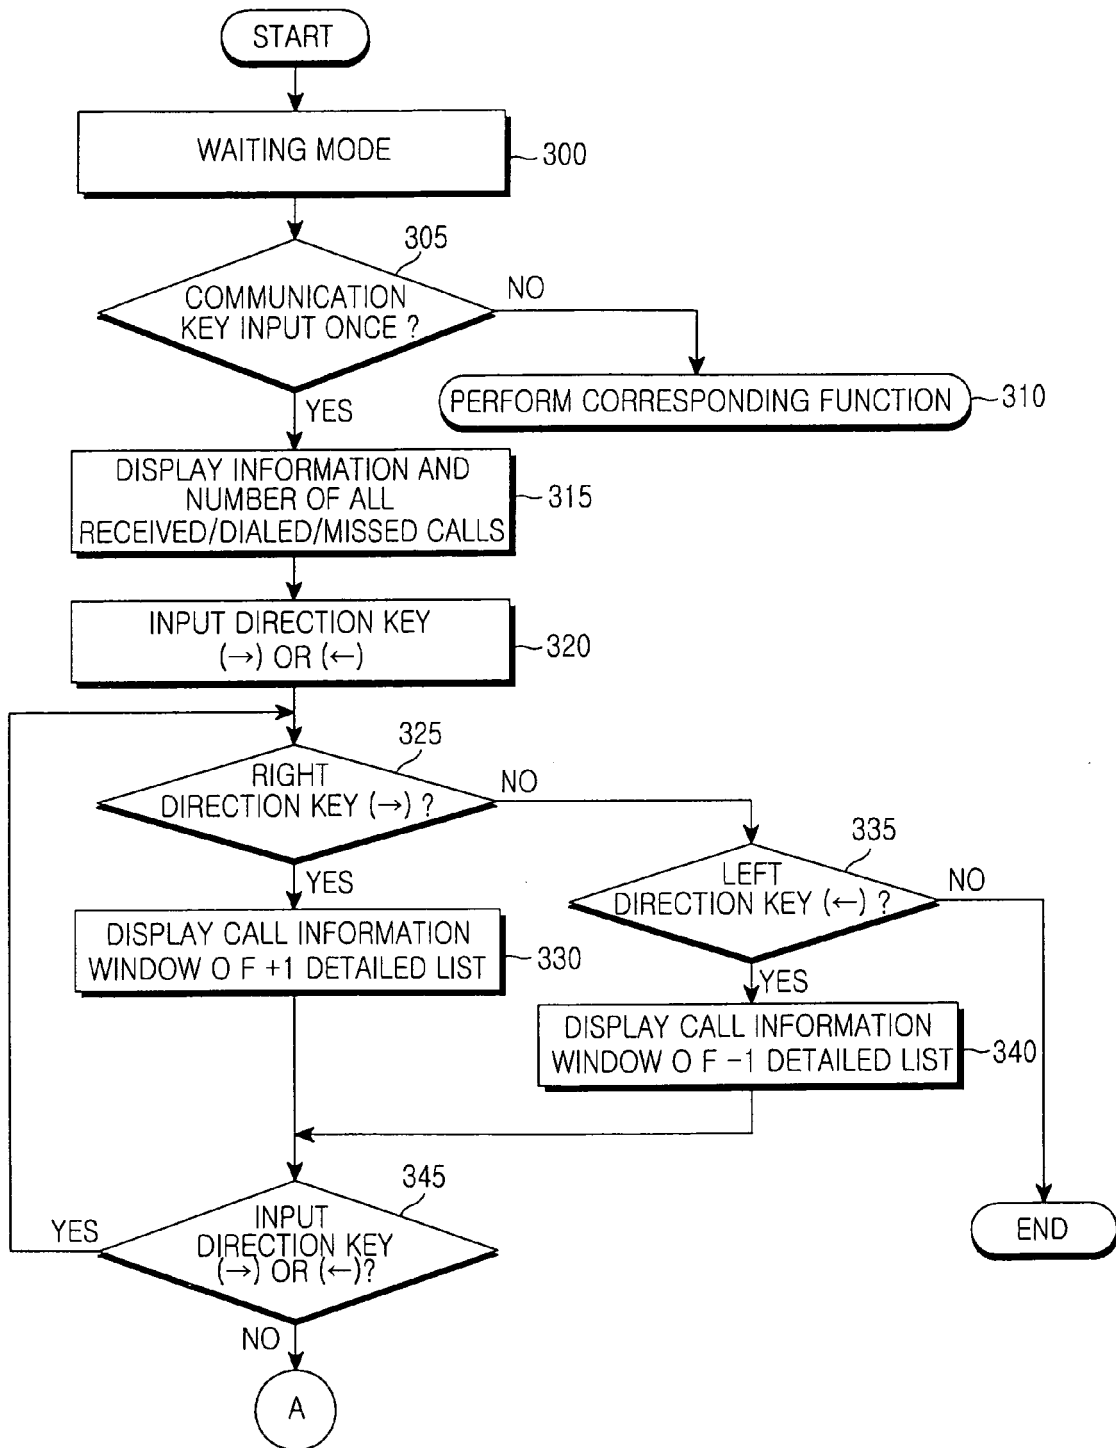 START
WAITING MODE
300
305
COMMUNICATION
KEY INPUT ONCE ?
NO
YES
PERFORM CORRESPONDING FUNCTION
310
DISPLAY INFORMATION AND
NUMBER OF ALL
RECEIVED/DIALED/MISSED CALLS
315
INPUT DIRECTION KEY
(→) OR (←)
320
325
RIGHT
DIRECTION KEY (→) ?
NO
YES
335
LEFT
DIRECTION KEY (←) ?
NO
YES
DISPLAY CALL INFORMATION
WINDOW O F +1 DETAILED LIST
330
DISPLAY CALL INFORMATION
WINDOW O F −1 DETAILED LIST
340
345
INPUT
DIRECTION KEY
(→) OR (←)?
YES
NO
END
A